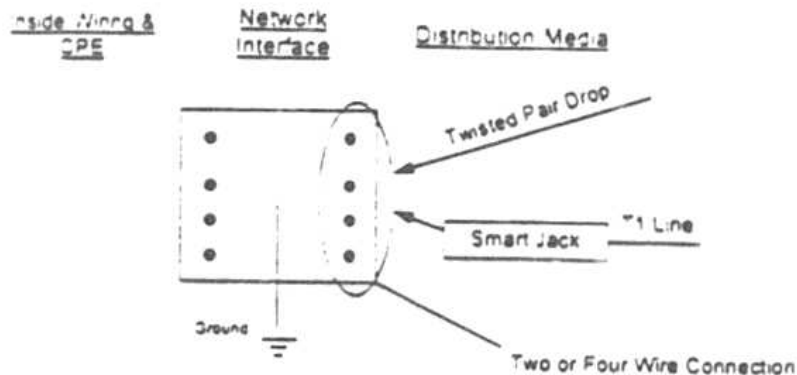 Inside Wiring &
CPE
Network
Interface
Distribution Media
Twisted Pair Drop
T1 Line
Smart Jack
Ground
Two or Four Wire Connection